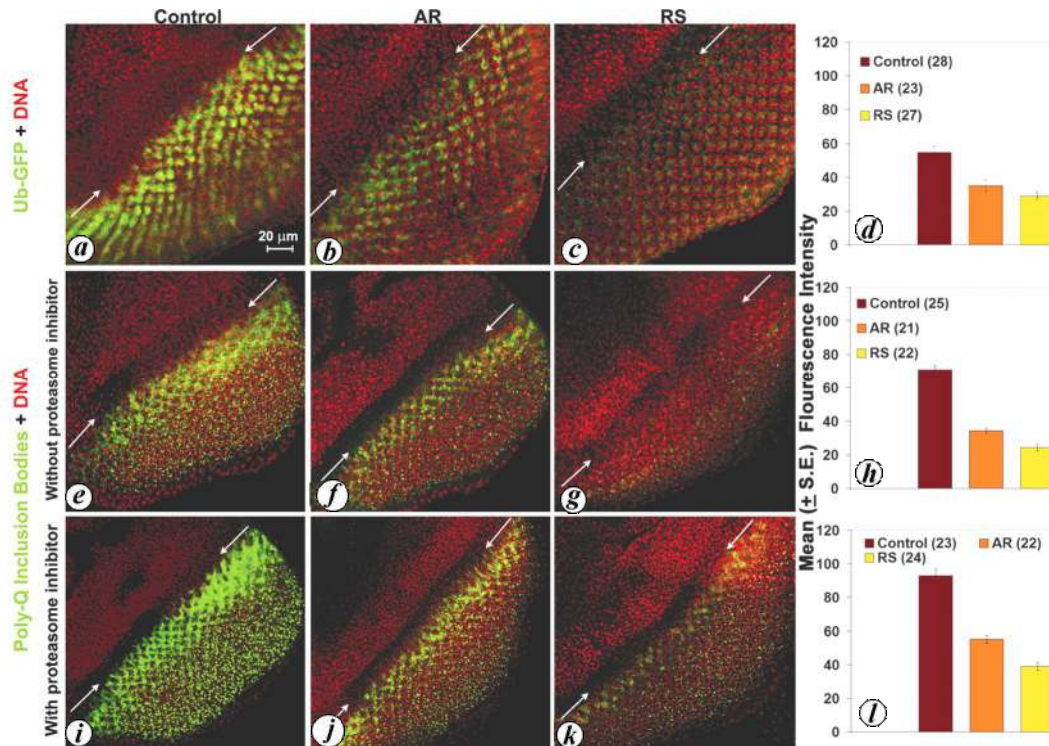 Control AR RS
Ub-GFP + DNA
a
20 µm
b
c
120
100
80
60
40
20
0
Control (28)
AR (23)
RS (27)
d
Poly-Q Inclusion Bodies + DNA
Without proteasome inhibitor
e
f
g
Mean (± S.E.) Flourescence Intensity
120
100
80
60
40
20
0
Control (25)
AR (21)
RS (22)
h
With proteasome inhibitor
i
j
k
120
100
80
60
40
20
0
Control (23) AR (22)
RS (24)
l